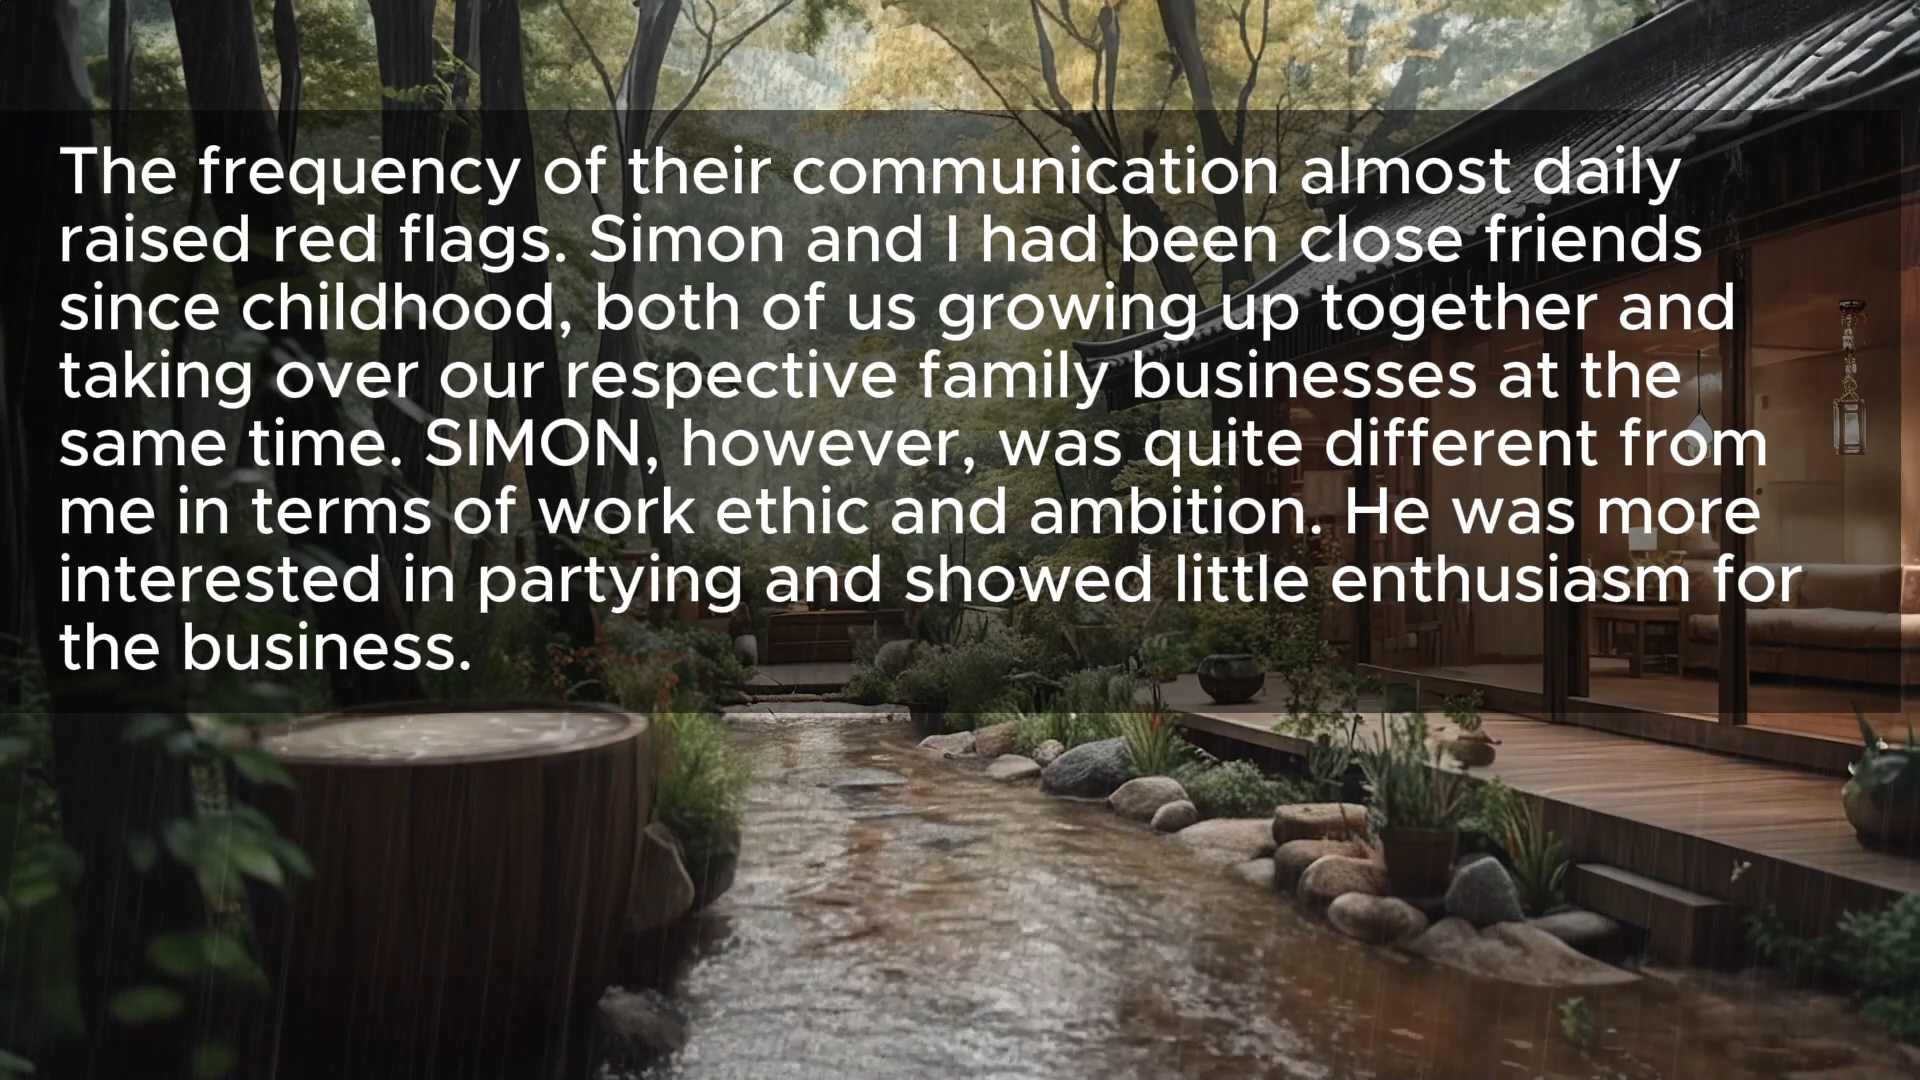 The frequency of their communication almost daily
raised red flags. Simon and I had been close friends
since childhood, both of us growing up together and
taking over our respective family businesses at the
same time. SIMON, however, was quite different from
me in terms of work ethic and ambition. He was more
interested in partying and showed little enthusiasm for
the business.